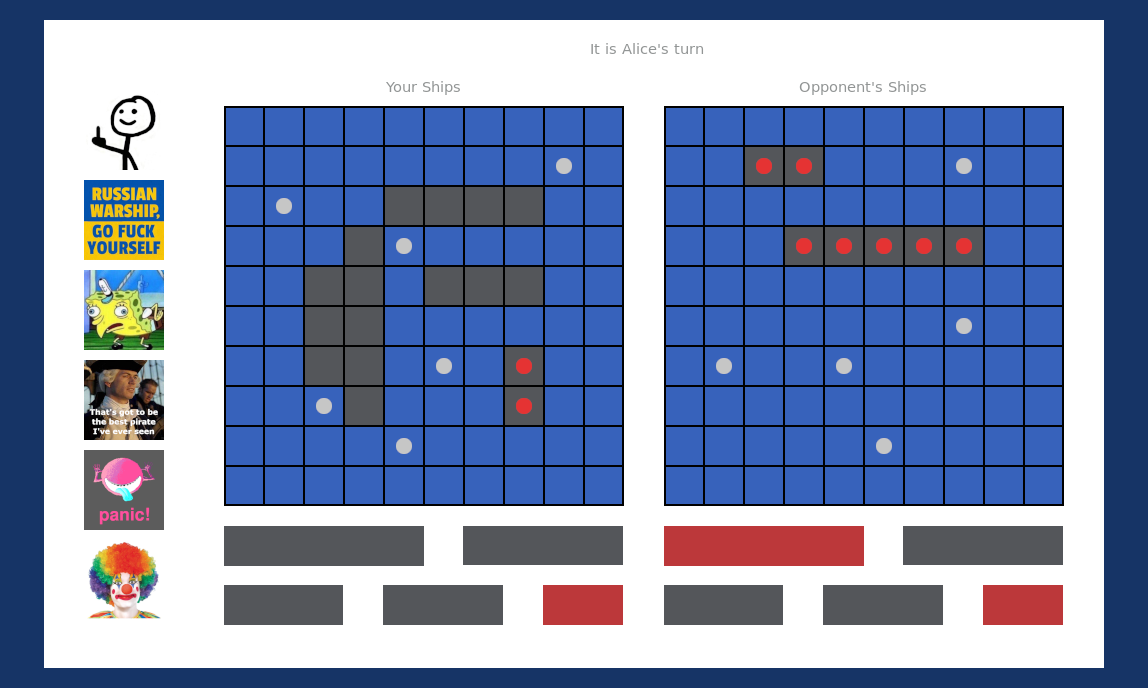 It is Alice's turn
Your Ships
Opponent's Ships
RUSSIAN
WARSHIP,
GO FUCK
YOURSELF
That's got to be
the best pirate
I've ever seen
panic!